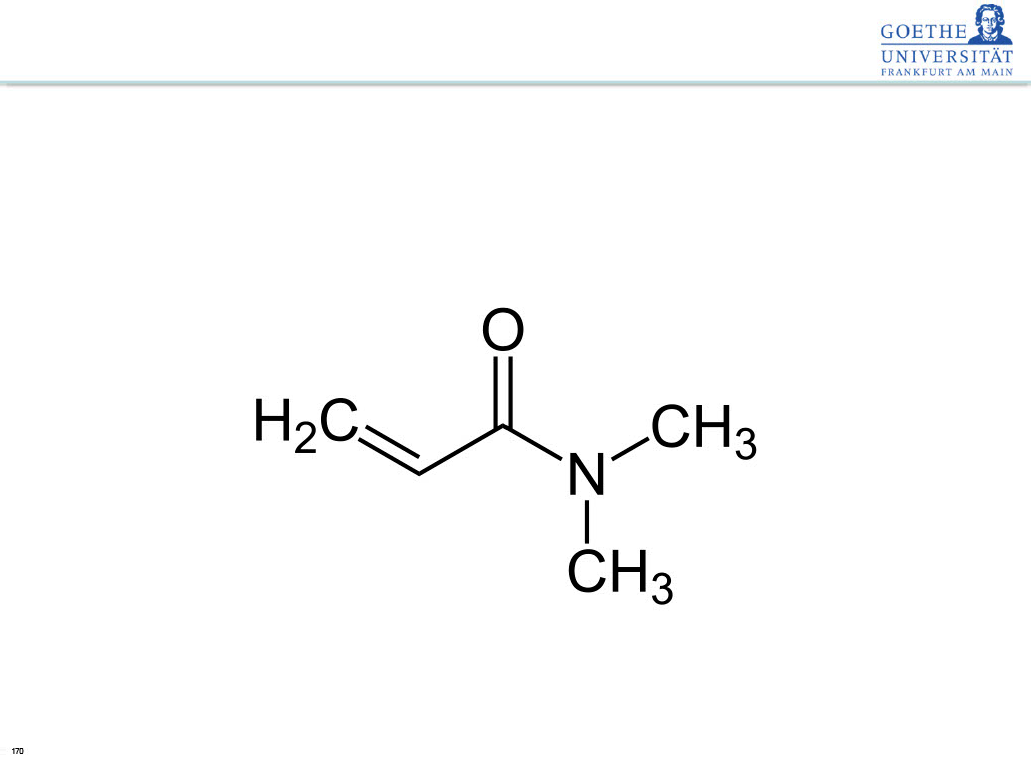 GOETHE
UNIVERSITÄT
FRANKFURT AM MAIN
O
H₂C
CH₃
N
CH₃
170